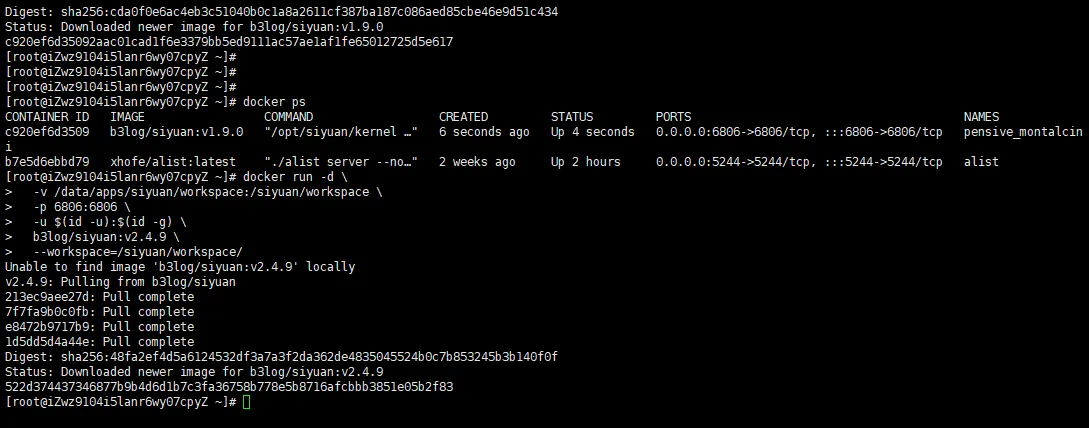 Digest: sha256:cda0f0e6ac4eb3c51040b0c1a8a2611cf387ba187c086aed85cbe46e9d51c434
Status: Downloaded newer image for b3log/siyuan:v1.9.0
c920ef6d35092aac01cad1f6e3379bb5ed9111ac57ae1af1fe65012725d5e617
[root@iZwz9104i5lanr6wy07cpyZ ~]#
[root@iZwz9104i5lanr6wy07cpyZ ~]#
[root@iZwz9104i5lanr6wy07cpyZ ~]#
[root@iZwz9104i5lanr6wy07cpyZ ~]# docker ps
CONTAINER ID   IMAGE                 COMMAND                  CREATED         STATUS         PORTS                                       NAMES
c920ef6d3509   b3log/siyuan:v1.9.0   "/opt/siyuan/kernel …"   6 seconds ago   Up 4 seconds   0.0.0.0:6806->6806/tcp, :::6806->6806/tcp   pensive_montalcin
i
b7e5d6ebbd79   xhofe/alist:latest    "./alist server --no…"   2 weeks ago     Up 2 hours     0.0.0.0:5244->5244/tcp, :::5244->5244/tcp   alist
[root@iZwz9104i5lanr6wy07cpyZ ~]# docker run -d \
>   -v /data/apps/siyuan/workspace:/siyuan/workspace \
>   -p 6806:6806 \
>   -u $(id -u):$(id -g) \
>   b3log/siyuan:v2.4.9 \
>   --workspace=/siyuan/workspace/
Unable to find image 'b3log/siyuan:v2.4.9' locally
v2.4.9: Pulling from b3log/siyuan
213ec9aee27d: Pull complete
7f7fa9b0c0fb: Pull complete
e8472b9717b9: Pull complete
1d5dd5d4a44e: Pull complete
Digest: sha256:48fa2ef4d5a6124532df3a7a3f2da362de4835045524b0c7b853245b3b140f0f
Status: Downloaded newer image for b3log/siyuan:v2.4.9
522d374437346877b9b4d6d1b7c3fa36758b778e5b8716afcbbb3851e05b2f83
[root@iZwz9104i5lanr6wy07cpyZ ~]#